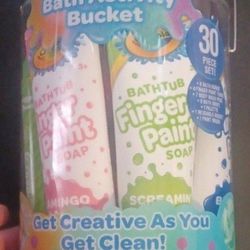 Bath Activity
Bucket
30
PIECE
SET!
BATHTUB
Finger
Paint
SOAP
BATHTUB
Finger
Paint
SOAP
SCREAMIN'
Get Creative As You
Get Clean!